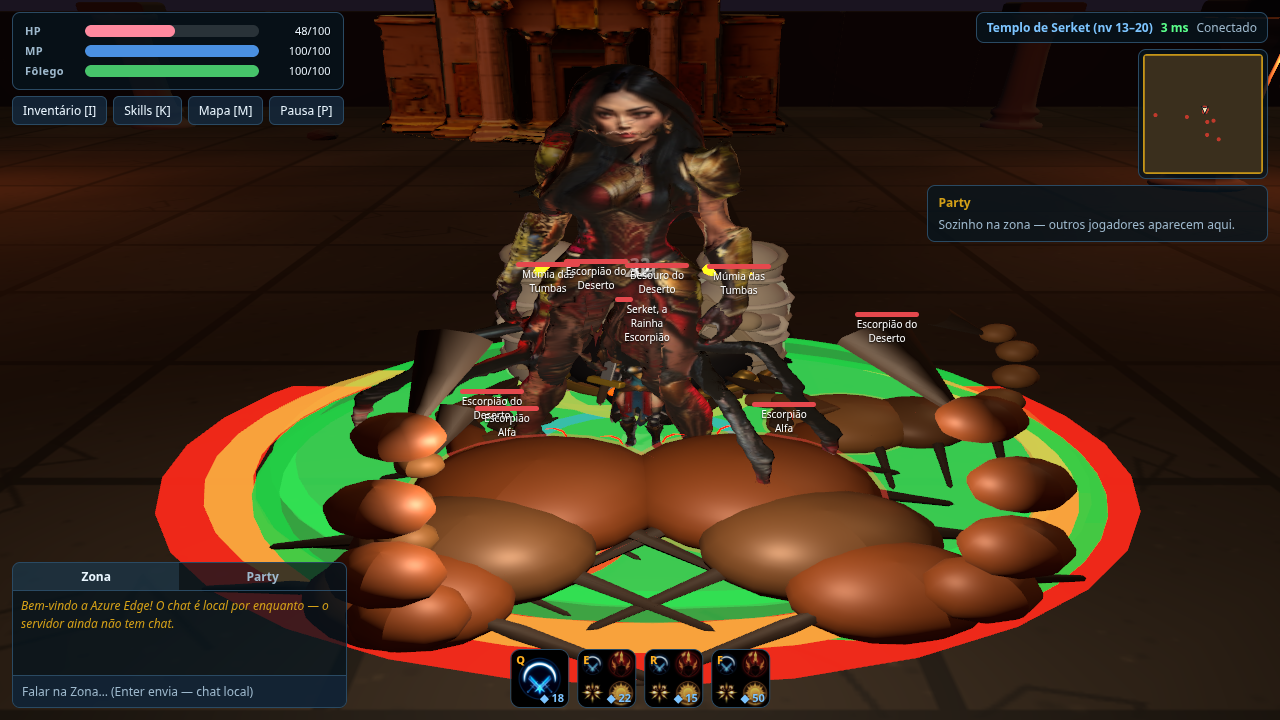 HP 48/100
MP 100/100
Fôlego 100/100
Inventário [I] Skills [K] Mapa [M] Pausa [P]
Templo de Serket (nv 13–20) 3 ms Conectado
Party
Sozinho na zona — outros jogadores aparecem aqui.
Múmia das
Tumbas
Escorpião do
Deserto
Besouro do
Deserto
Múmia das
Tumbas
Serket, a
Rainha
Escorpião
Escorpião do
Deserto
Escorpião do
Deserto
Escorpião
Alfa
Escorpião
Alfa
Zona Party
Bem-vindo a Azure Edge! O chat é local por enquanto — o
servidor ainda não tem chat.
Falar na Zona... (Enter envia — chat local)
Q 18
E 22
R 15
F 50